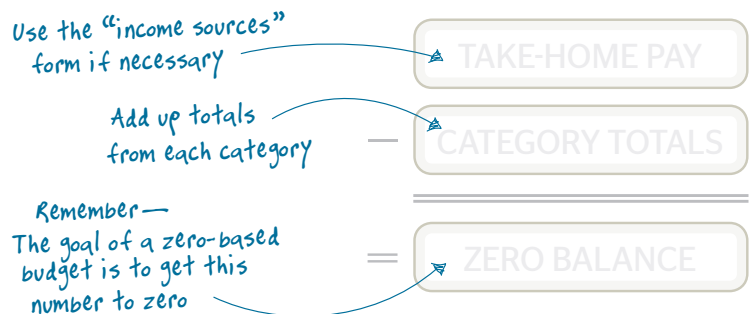 Use the “income sources”
form if necessary
TAKE-HOME PAY
Add up totals
from each category
— CATEGORY TOTALS
Remember—
The goal of a zero-based
budget is to get this
number to zero
= ZERO BALANCE